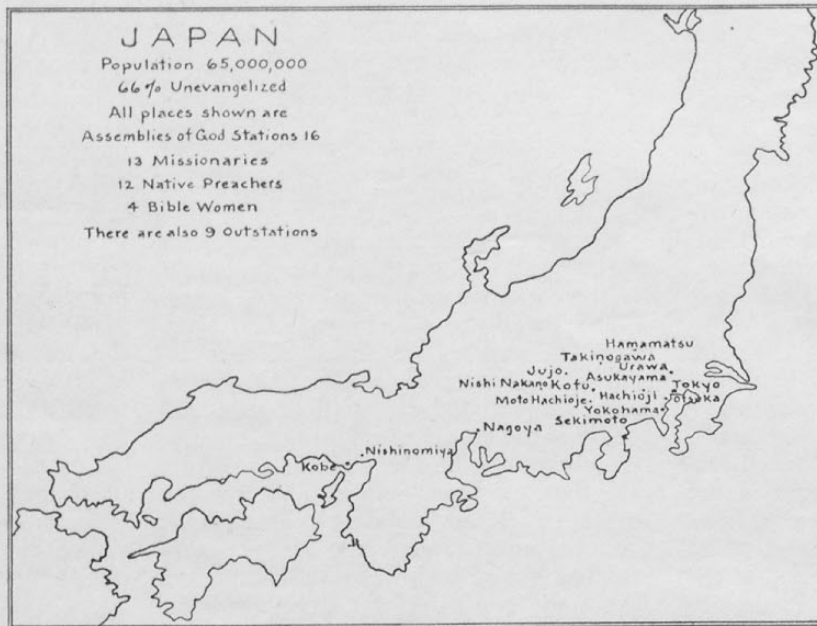 JAPAN
Population 65,000,000
66% Unevangelized
All places shown are
Assemblies of God Stations 16
13 Missionaries
12 Native Preachers
4 Bible Women
There are also 9 Outstations
Hamamatsu
Takinogawa
Urawa
Jujo
Asukayama
Nishi Nakano Kofu
Tokyo
Moto Hachioje
Hachioji
Totsuka
Yokohama
Sekimoto
Nagoya
Nishinomiya
Kobe